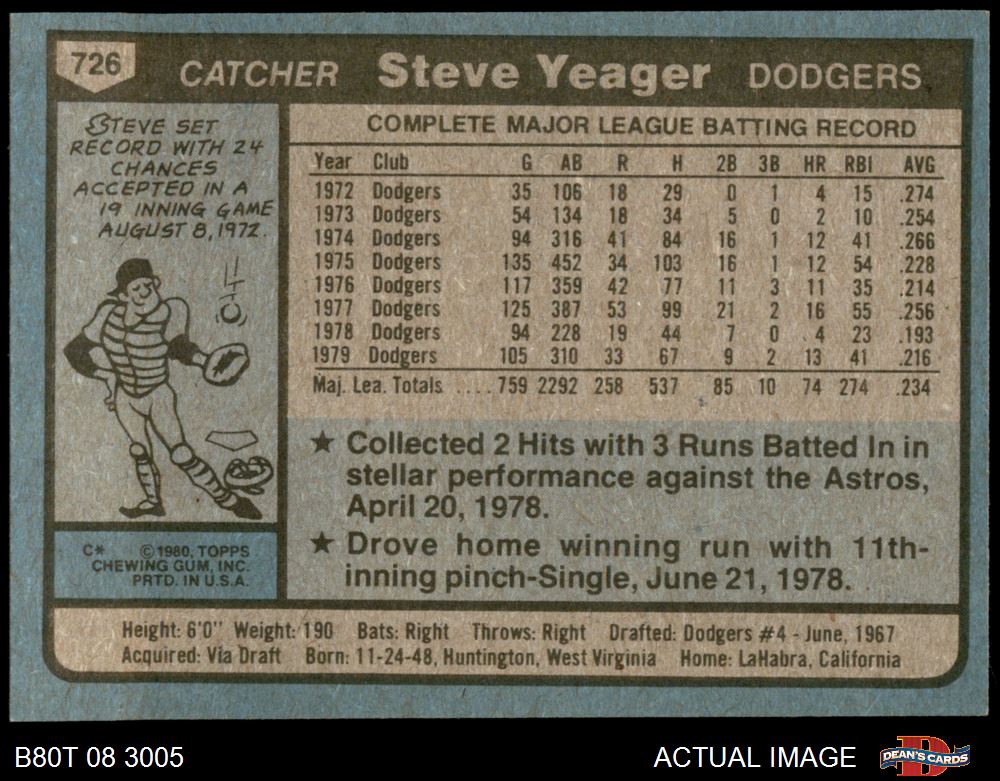 726 CATCHER Steve Yeager DODGERS
STEVE SET
RECORD WITH 24
CHANCES
ACCEPTED IN A
19 INNING GAME
AUGUST 8, 1972.
COMPLETE MAJOR LEAGUE BATTING RECORD
Year Club G AB R H 2B 3B HR RBI AVG
1972 Dodgers 35 106 18 29 0 1 4 15 .274
1973 Dodgers 54 134 18 34 5 0 2 10 .254
1974 Dodgers 94 316 41 84 16 1 12 41 .266
1975 Dodgers 135 452 34 103 16 1 12 54 .228
1976 Dodgers 117 359 42 77 11 3 11 35 .214
1977 Dodgers 125 387 53 99 21 2 16 55 .256
1978 Dodgers 94 228 19 44 7 0 4 23 .193
1979 Dodgers 105 310 33 67 9 2 13 41 .216
Maj. Lea. Totals .... 759 2292 258 537 85 10 74 274 .234
★ Collected 2 Hits with 3 Runs Batted In in
stellar performance against the Astros,
April 20, 1978.
★ Drove home winning run with 11th-
inning pinch-Single, June 21, 1978.
C* © 1980, TOPPS
CHEWING GUM, INC.
PRTD. IN U.S.A.
Height: 6'0" Weight: 190 Bats: Right Throws: Right Drafted: Dodgers #4 - June, 1967
Acquired: Via Draft Born: 11-24-48, Huntington, West Virginia Home: LaHabra, California
B80T 08 3005
ACTUAL IMAGE
DEAN'S CARDS